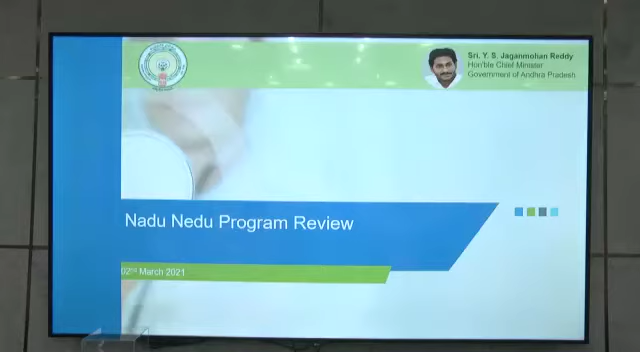 Sri. Y. S. Jaganmohan Reddy
Hon'ble Chief Minister
Government of Andhra Pradesh
Nadu Nedu Program Review
02nd March 2021